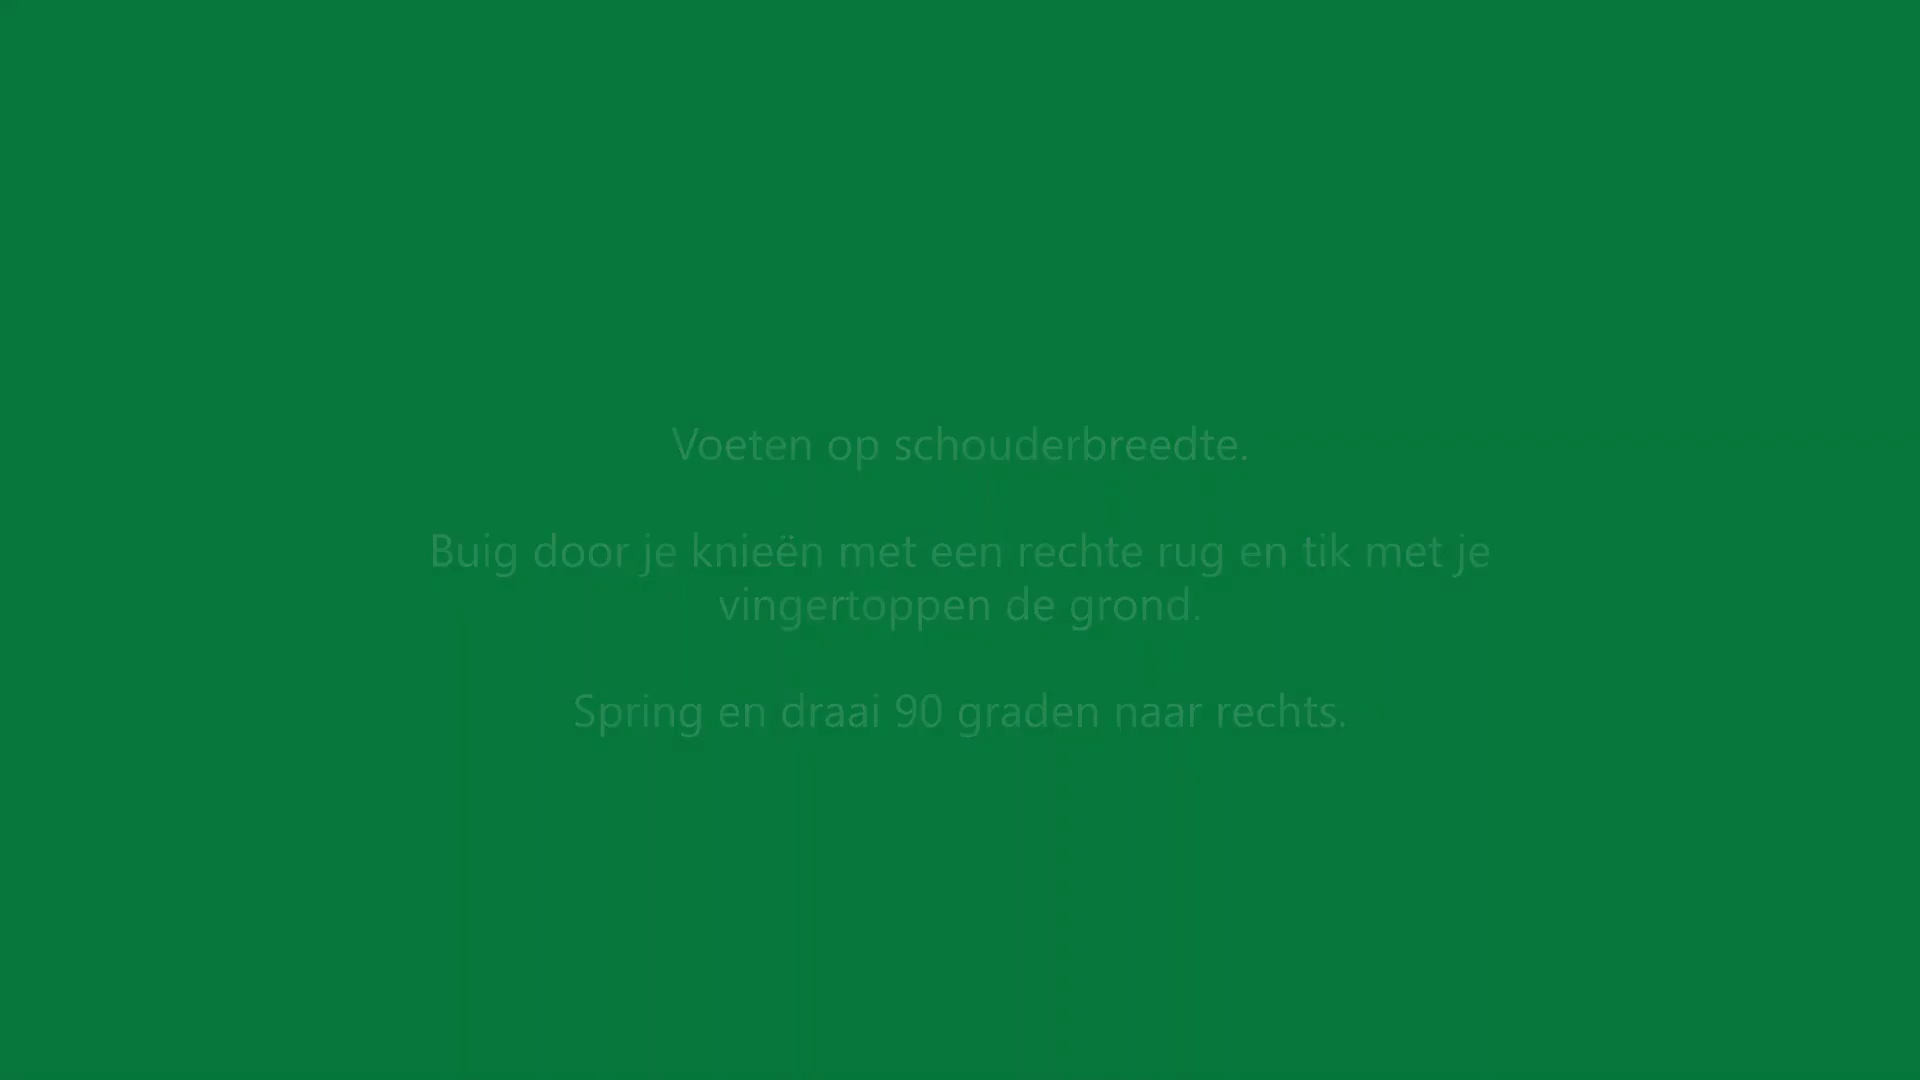 Voeten op schouderbreedte.
Buig door je knieën met een rechte rug en tik met je
vingertoppen de grond.
Spring en draai 90 graden naar rechts.